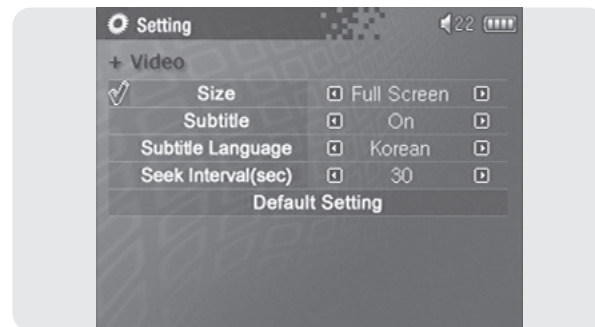 Setting 22
+ Video
Size Full Screen
Subtitle On
Subtitle Language Korean
Seek Interval(sec) 30
Default Setting